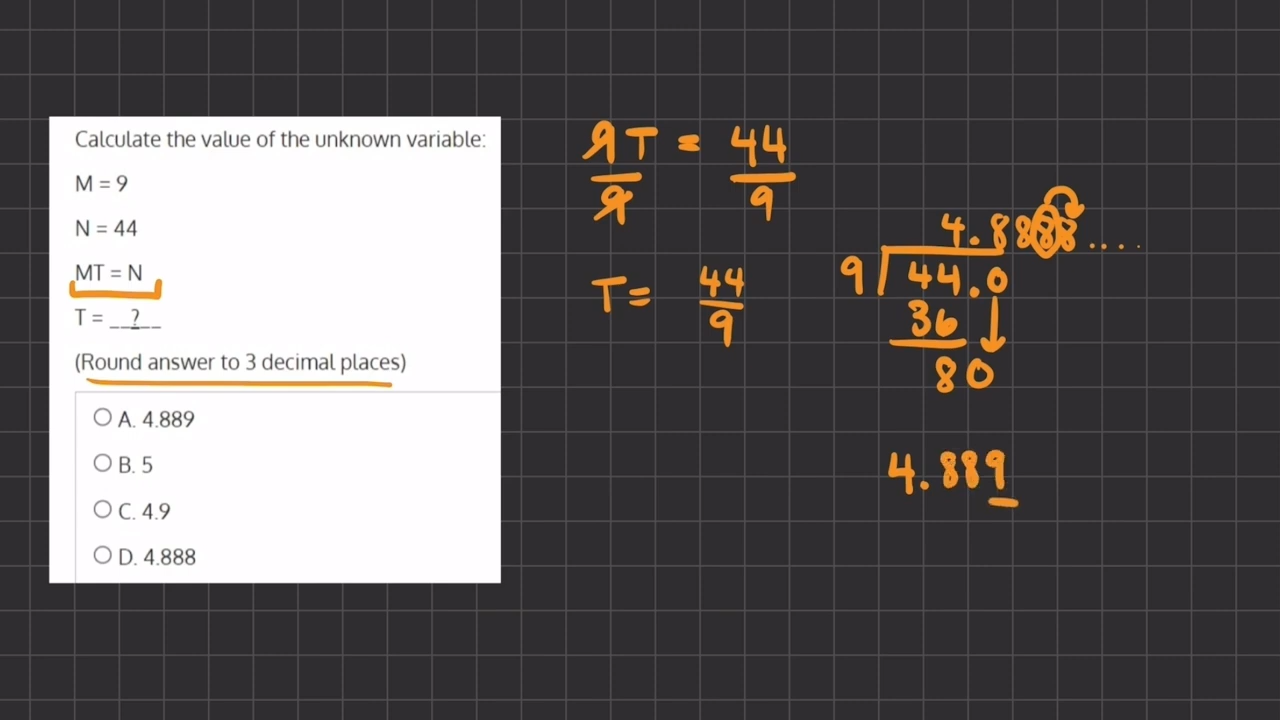 Calculate the value of the unknown variable:
M = 9
N = 44
MT = N
T = __?__
(Round answer to 3 decimal places)
A. 4.889
B. 5
C. 4.9
D. 4.888
9T = 44
9 9
T = 44
9
4.8888....
9 44.0
36
80
4.889